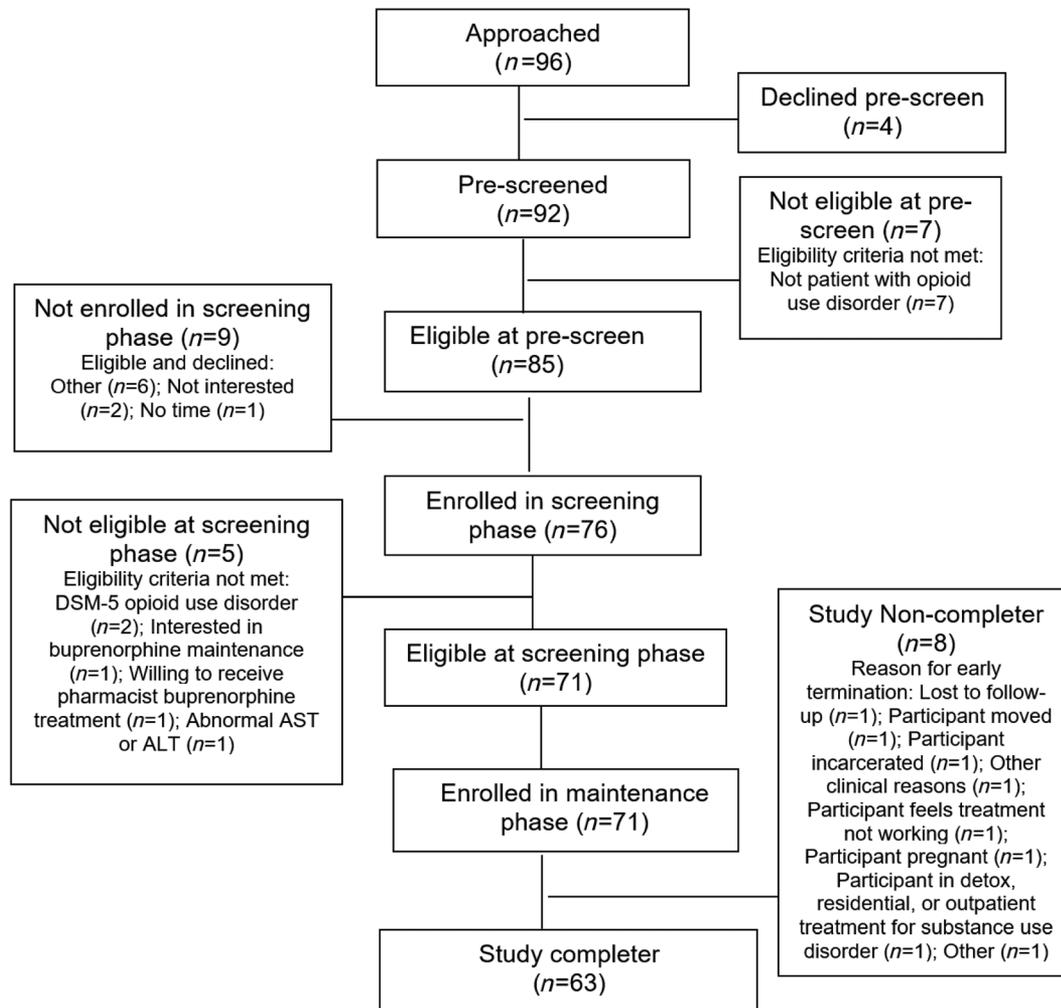 Approached
(n=96)
Declined pre-screen
(n=4)
Pre-screened
(n=92)
Not eligible at pre-
screen (n=7)
Eligibility criteria not met:
Not patient with opioid
use disorder (n=7)
Eligible at pre-screen
(n=85)
Not enrolled in screening
phase (n=9)
Eligible and declined:
Other (n=6); Not interested
(n=2); No time (n=1)
Enrolled in screening
phase (n=76)
Not eligible at screening
phase (n=5)
Eligibility criteria not met:
DSM-5 opioid use disorder
(n=2); Interested in
buprenorphine maintenance
(n=1); Willing to receive
pharmacist buprenorphine
treatment (n=1); Abnormal AST
or ALT (n=1)
Eligible at screening phase
(n=71)
Enrolled in maintenance
phase (n=71)
Study Non-completer
(n=8)
Reason for early
termination: Lost to follow-
up (n=1); Participant moved
(n=1); Participant
incarcerated (n=1); Other
clinical reasons (n=1);
Participant feels treatment
not working (n=1);
Participant pregnant (n=1);
Participant in detox,
residential, or outpatient
treatment for substance use
disorder (n=1); Other (n=1)
Study completer
(n=63)